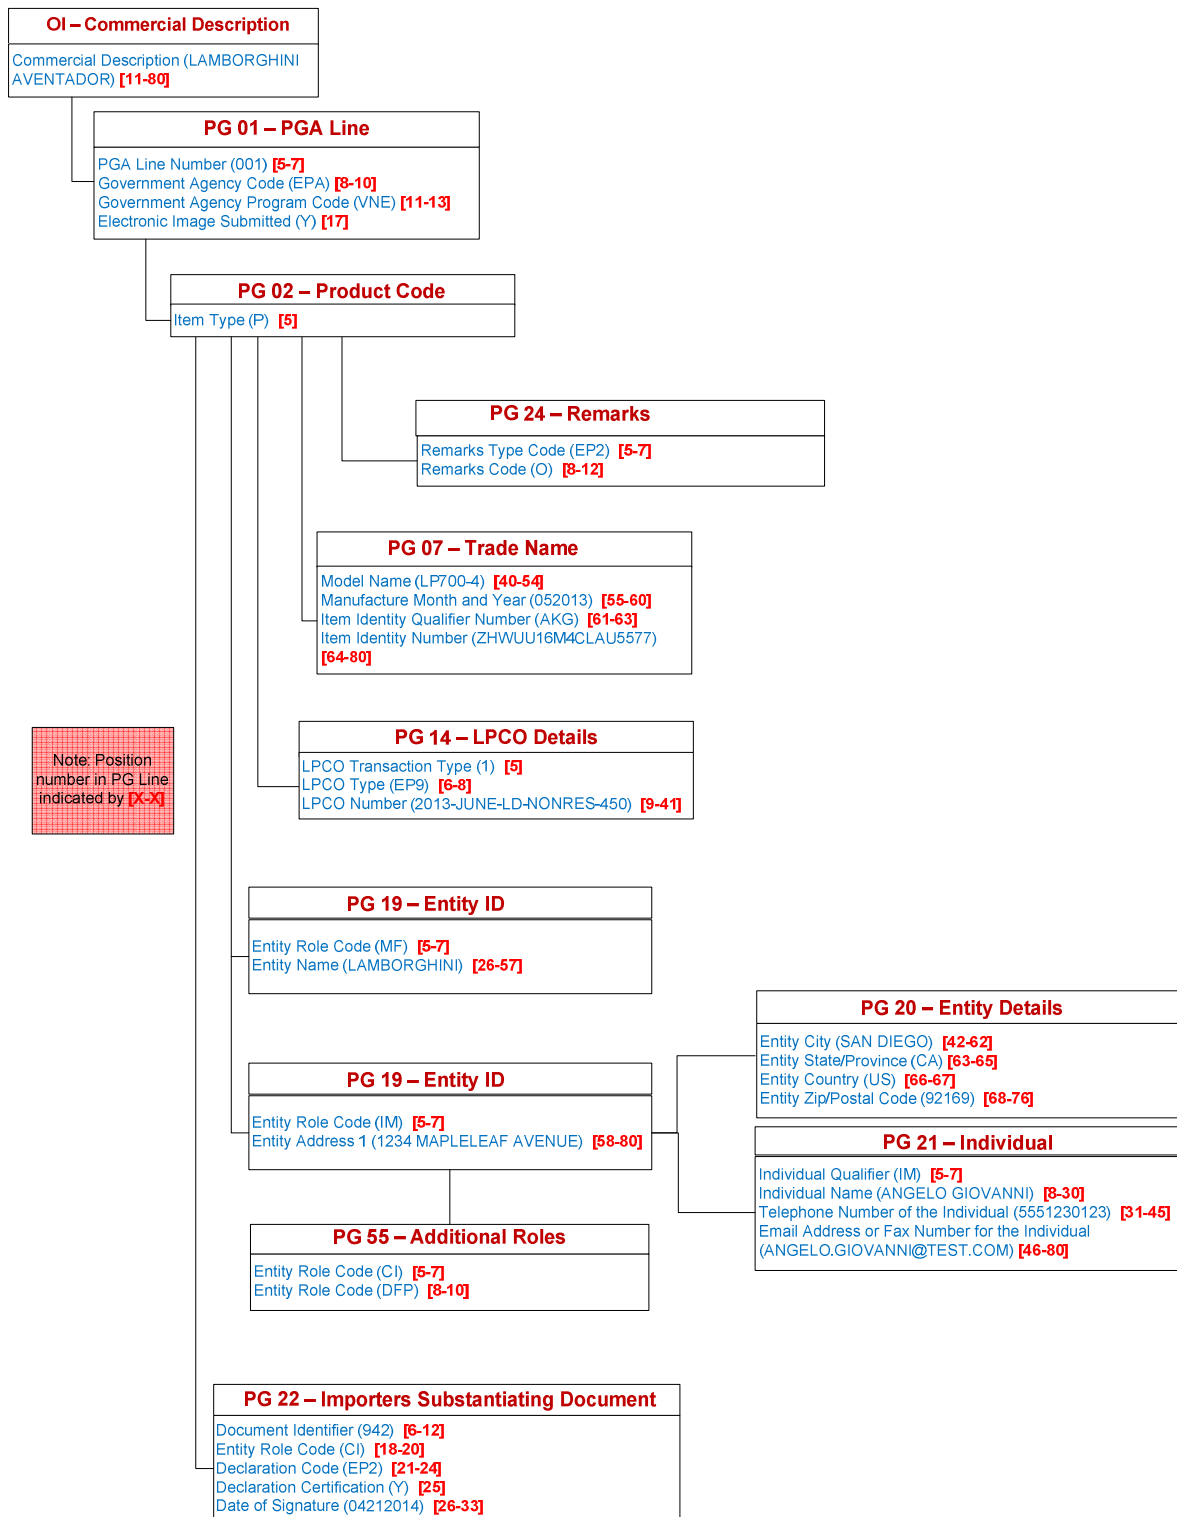 OI – Commercial Description
Commercial Description (LAMBORGHINI
AVENTADOR) [11-80]
PG 01 – PGA Line
PGA Line Number (001) [5-7]
Government Agency Code (EPA) [8-10]
Government Agency Program Code (VNE) [11-13]
Electronic Image Submitted (Y) [17]
PG 02 – Product Code
Item Type (P) [5]
PG 24 – Remarks
Remarks Type Code (EP2) [5-7]
Remarks Code (O) [8-12]
PG 07 – Trade Name
Model Name (LP700-4) [40-54]
Manufacture Month and Year (052013) [55-60]
Item Identity Qualifier Number (AKG) [61-63]
Item Identity Number (ZHWUU16M4CLAU5577)
[64-80]
Note: Position
number in PG Line
indicated by [X-X]
PG 14 – LPCO Details
LPCO Transaction Type (1) [5]
LPCO Type (EP9) [6-8]
LPCO Number (2013-JUNE-LD-NONRES-450) [9-41]
PG 19 – Entity ID
Entity Role Code (MF) [5-7]
Entity Name (LAMBORGHINI) [26-57]
PG 20 – Entity Details
Entity City (SAN DIEGO) [42-62]
Entity State/Province (CA) [63-65]
Entity Country (US) [66-67]
Entity Zip/Postal Code (92169) [68-76]
PG 19 – Entity ID
Entity Role Code (IM) [5-7]
Entity Address 1 (1234 MAPLELEAF AVENUE) [58-80]
PG 21 – Individual
Individual Qualifier (IM) [5-7]
Individual Name (ANGELO GIOVANNI) [8-30]
Telephone Number of the Individual (5551230123) [31-45]
Email Address or Fax Number for the Individual
(ANGELO.GIOVANNI@TEST.COM) [46-80]
PG 55 – Additional Roles
Entity Role Code (CI) [5-7]
Entity Role Code (DFP) [8-10]
PG 22 – Importers Substantiating Document
Document Identifier (942) [6-12]
Entity Role Code (CI) [18-20]
Declaration Code (EP2) [21-24]
Declaration Certification (Y) [25]
Date of Signature (04212014) [26-33]